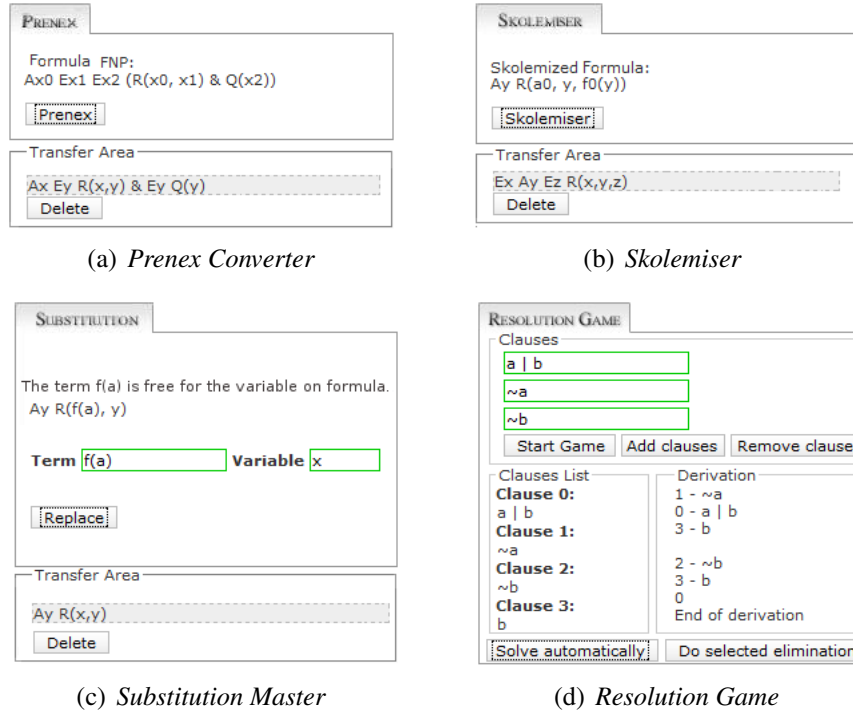 PRENEX
Formula FNP:
Ax0 Ex1 Ex2 (R(x0, x1) & Q(x2))
Prenex
Transfer Area
Ax Ey R(x,y) & Ey Q(y)
Delete
(a) Prenex Converter
SKOLEMISER
Skolemized Formula:
Ay R(a0, y, f0(y))
Skolemiser
Transfer Area
Ex Ay Ez R(x,y,z)
Delete
(b) Skolemiser
SUBSTITUTION
The term f(a) is free for the variable on formula.
Ay R(f(a), y)
Term f(a) Variable x
Replace
Transfer Area
Ay R(x,y)
Delete
(c) Substitution Master
RESOLUTION GAME
Clauses
a | b
~a
~b
Start Game Add clauses Remove clause
Clauses List
Clause 0:
a | b
Clause 1:
~a
Clause 2:
~b
Clause 3:
b
Derivation
1 - ~a
0 - a | b
3 - b
2 - ~b
3 - b
0
End of derivation
Solve automatically Do selected elimination
(d) Resolution Game